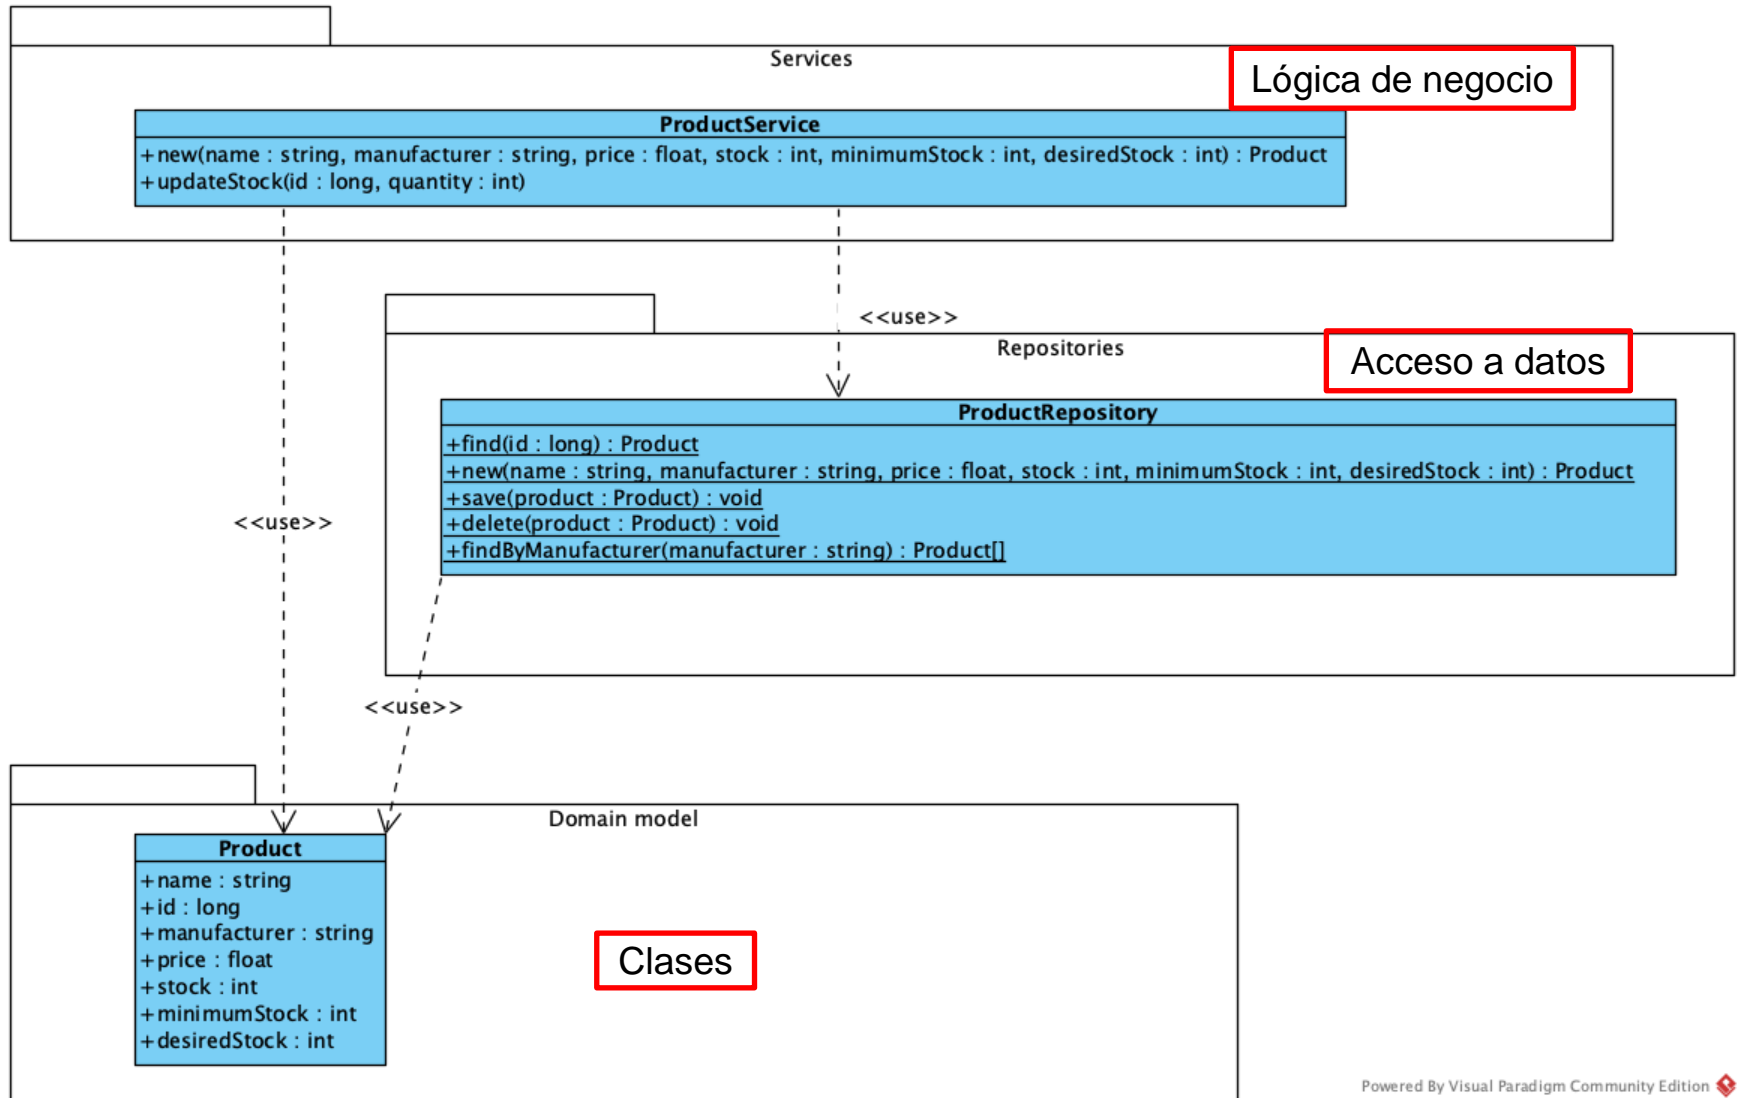 Services
Lógica de negocio
ProductService
+new(name : string, manufacturer : string, price : float, stock : int, minimumStock : int, desiredStock : int) : Product
+updateStock(id : long, quantity : int)
<<use>>
Repositories
Acceso a datos
ProductRepository
+find(id : long) : Product
+new(name : string, manufacturer : string, price : float, stock : int, minimumStock : int, desiredStock : int) : Product
+save(product : Product) : void
+delete(product : Product) : void
+findByManufacturer(manufacturer : string) : Product[]
<<use>>
<<use>>
Domain model
Product
+name : string
+id : long
+manufacturer : string
+price : float
+stock : int
+minimumStock : int
+desiredStock : int
Clases
Powered By Visual Paradigm Community Edition